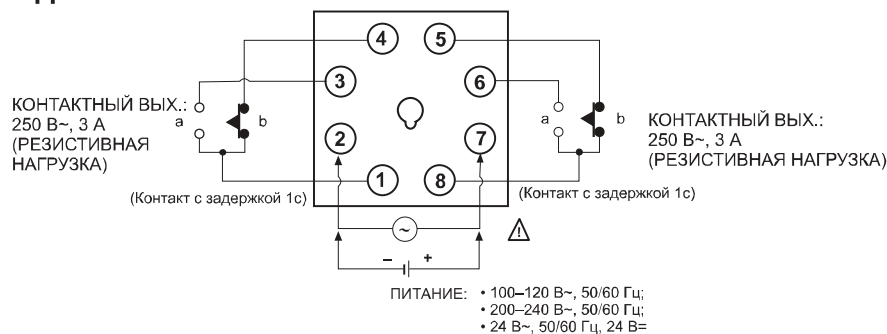 4
5
3
6
КОНТАКТНЫЙ ВЫХ.:
250 В~, 3 А
(РЕЗИСТИВНАЯ
НАГРУЗКА)
a
b
2
7
a
b
КОНТАКТНЫЙ ВЫХ.:
250 В~, 3 А
(РЕЗИСТИВНАЯ НАГРУЗКА)
1
8
(Контакт с задержкой 1с)
(Контакт с задержкой 1с)
~
!
– +
ПИТАНИЕ: • 100–120 В~, 50/60 Гц;
• 200–240 В~, 50/60 Гц;
• 24 В~, 50/60 Гц, 24 В=